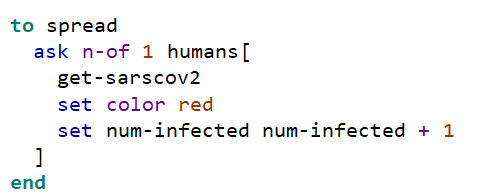 to spread
  ask n-of 1 humans[
    get-sarscov2
    set color red
    set num-infected num-infected + 1
  ]
end